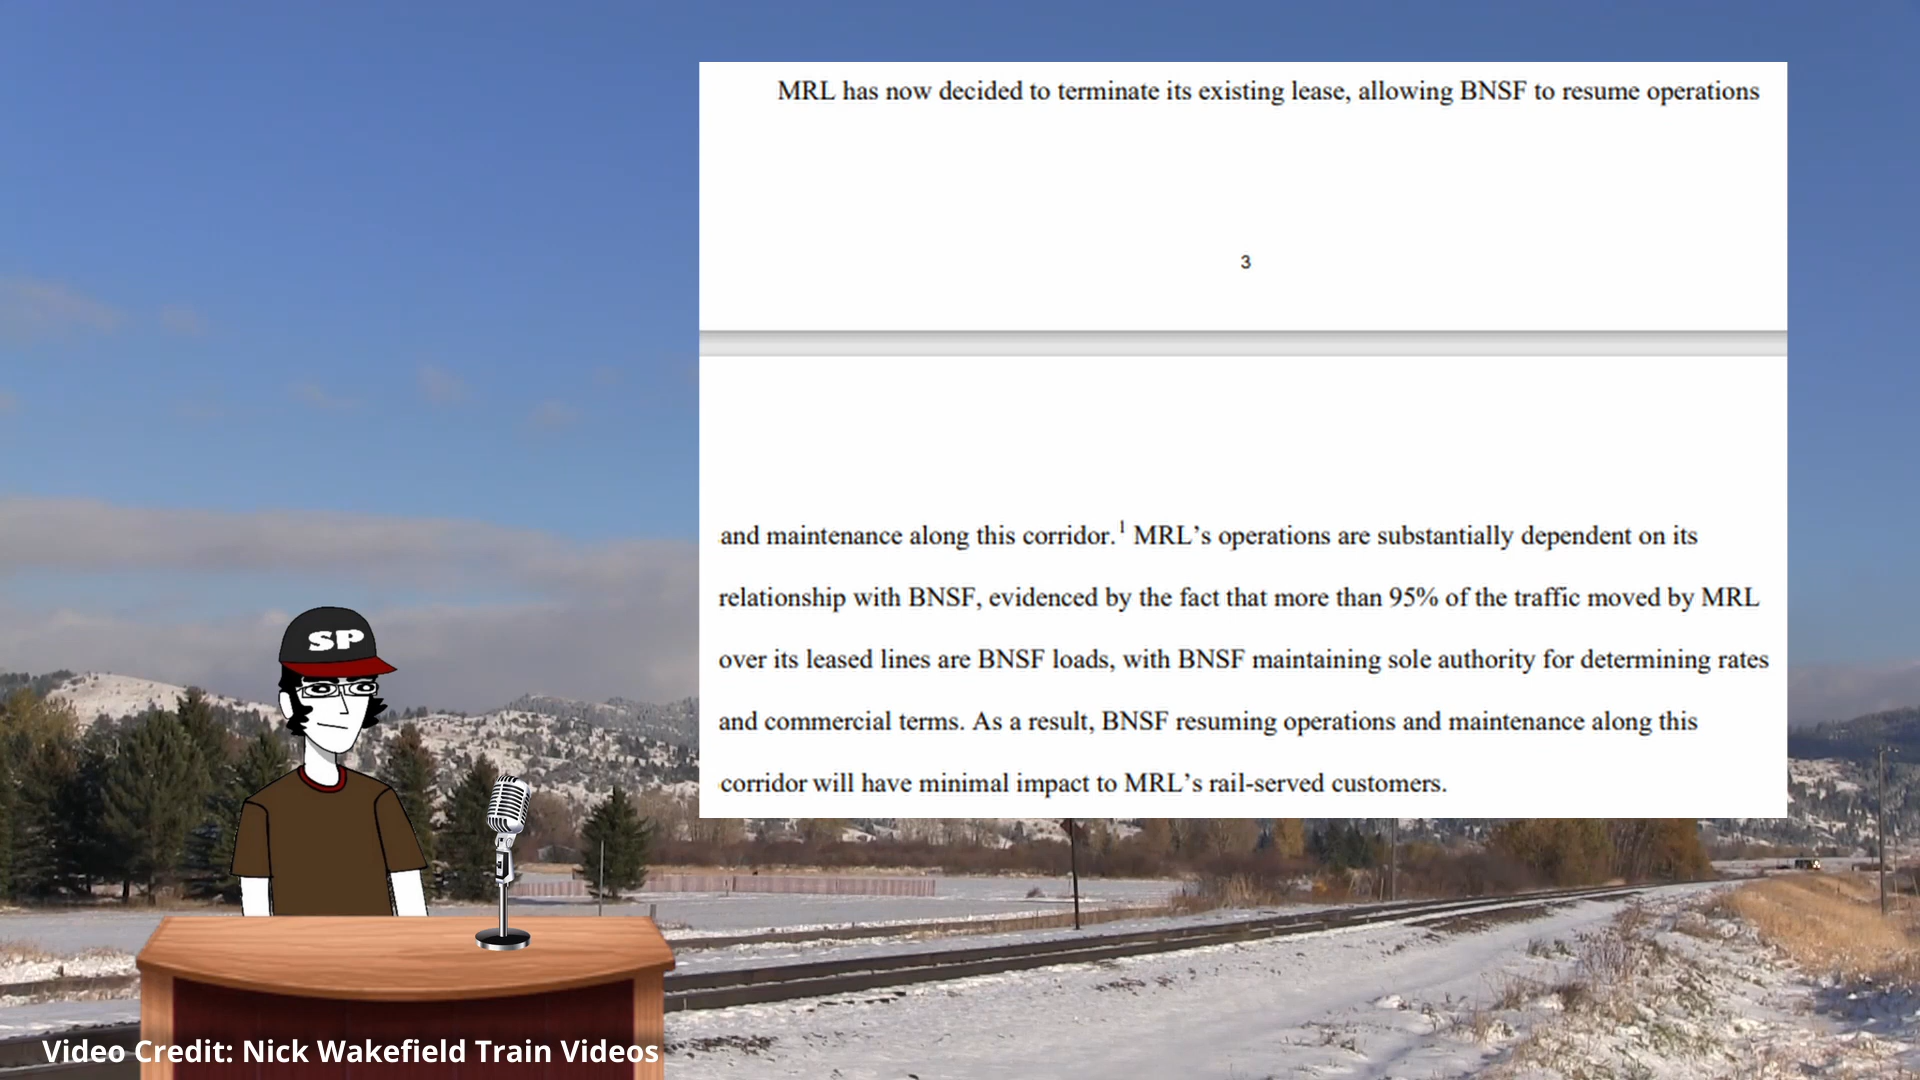 MRL has now decided to terminate its existing lease, allowing BNSF to resume operations
3
and maintenance along this corridor.¹ MRL’s operations are substantially dependent on its
relationship with BNSF, evidenced by the fact that more than 95% of the traffic moved by MRL
over its leased lines are BNSF loads, with BNSF maintaining sole authority for determining rates
and commercial terms. As a result, BNSF resuming operations and maintenance along this
corridor will have minimal impact to MRL’s rail-served customers.
SP
Video Credit: Nick Wakefield Train Videos